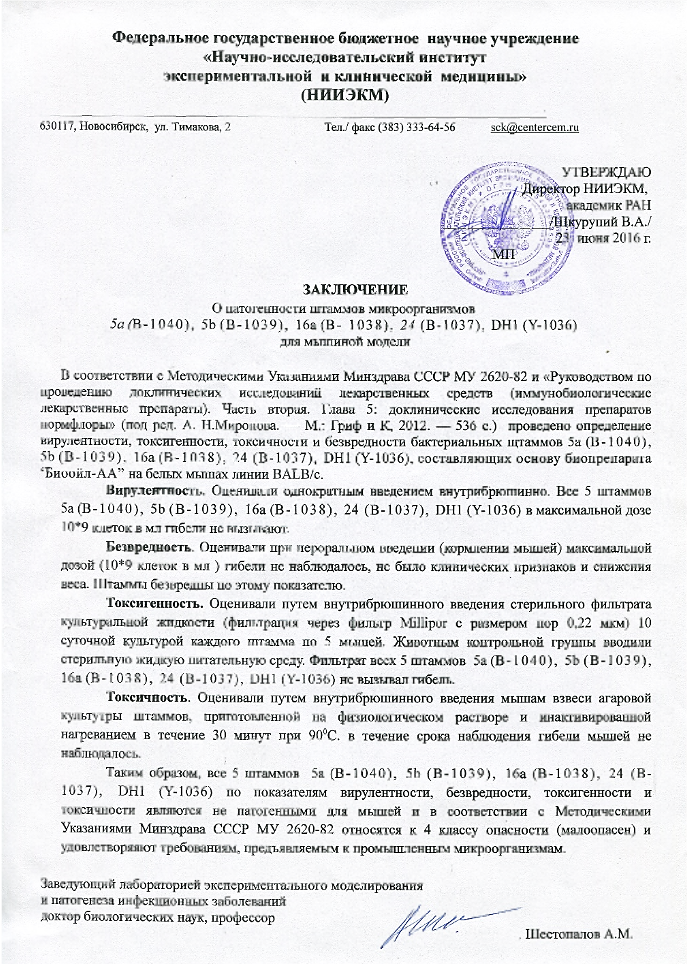 Федеральное государственное бюджетное научное учреждение
«Научно-исследовательский институт
экспериментальной и клинической медицины»
(НИИЭКМ)
630117, Новосибирск, ул. Тимакова, 2 Тел./ факс (383) 333-64-56 sck@centercem.ru
УТВЕРЖДАЮ
Директор НИИЭКМ,
академик РАН
/Шкурупий В.А./
23 июня 2016 г.
МП
ЗАКЛЮЧЕНИЕ
О патогенности штаммов микроорганизмов
5a (B-1040), 5b (B-1039), 16a (B- 1038), 24 (B-1037), DH1 (Y-1036)
для мышиной модели
В соответствии с Методическими Указаниями Минздрава СССР МУ 2620-82 и «Руководством по
проведению доклинических исследований лекарственных средств (иммунобиологические
лекарственные препараты). Часть вторая. Глава 5: доклинические исследования препаратов
нормфлоры» (под ред. А. Н.Миронова. М.: Гриф и К, 2012. — 536 с.) проведено определение
вирулентности, токсигенности, токсичности и безвредности бактериальных штаммов 5a (B-1040),
5b (B-1039), 16a (B-1038), 24 (B-1037), DH1 (Y-1036), составляющих основу биопрепарата
“Биоойл-АА” на белых мышах линии BALB/c.
Вирулентность. Оценивали однократным введением внутрибрюшинно. Все 5 штаммов
5a (B-1040), 5b (B-1039), 16a (B-1038), 24 (B-1037), DH1 (Y-1036) в максимальной дозе
10*9 клеток в мл гибели не вызывают.
Безвредность. Оценивали при пероральном введении (кормлении мышей) максимальной
дозой (10*9 клеток в мл ) гибели не наблюдалось, не было клинических признаков и снижения
веса. Штаммы безвредны по этому показателю.
Токсигенность. Оценивали путем внутрибрюшинного введения стерильного фильтрата
культуральной жидкости (фильтрация через фильтр Millipor с размером пор 0,22 мкм) 10
суточной культурой каждого штамма по 5 мышей. Животным контрольной группы вводили
стерильную жидкую питательную среду. Фильтрат всех 5 штаммов 5a (B-1040), 5b (B-1039),
16a (B-1038), 24 (B-1037), DH1 (Y-1036) не вызывал гибель.
Токсичность. Оценивали путем внутрибрюшинного введения мышам взвеси агаровой
культутры штаммов, приготовленной на физиологическом растворе и инактивированной
нагреванием в течение 30 минут при 90⁰С. в течение срока наблюдения гибели мышей не
наблюдалось.
Таким образом, все 5 штаммов 5a (B-1040), 5b (B-1039), 16a (B-1038), 24 (B-
1037), DH1 (Y-1036) по показателям вирулентности, безвредности, токсигенности и
токсичности являются не патогенными для мышей и в соответствии с Методическими
Указаниями Минздрава СССР МУ 2620-82 относятся к 4 классу опасности (малоопасен) и
удовлетворяют требованиям, предъявляемым к промышленным микроорганизмам.
Заведующий лабораторией экспериментального моделирования
и патогенеза инфекционных заболеваний
доктор биологических наук, профессор
Шестопалов А.М.